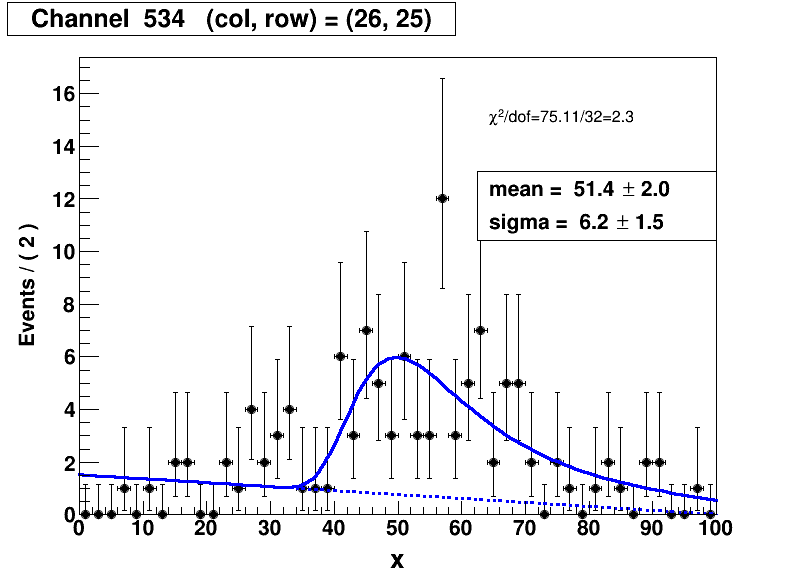 Channel 534 (col, row) = (26, 25)
χ²/dof=75.11/32=2.3
mean = 51.4 ± 2.0
sigma = 6.2 ± 1.5
Events / ( 2 )
16
14
12
10
8
6
4
2
0
0 10 20 30 40 50 60 70 80 90 100
x